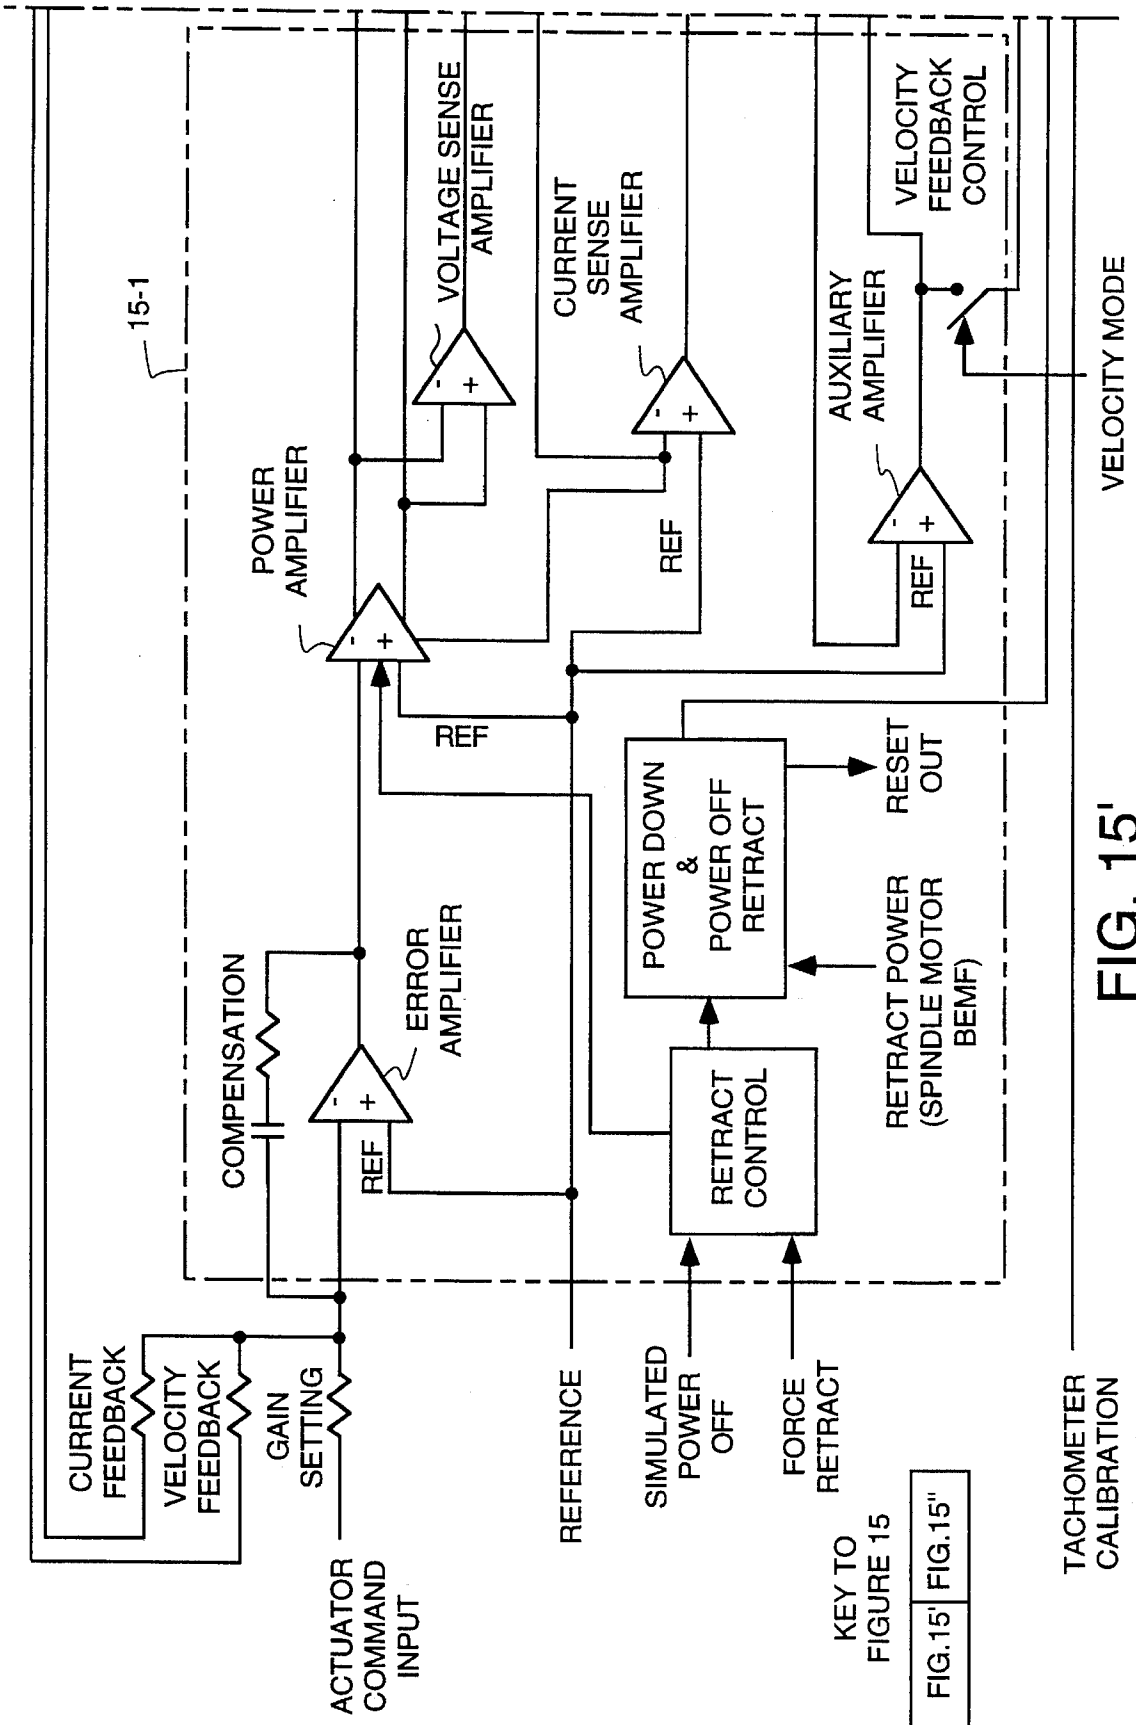 CURRENT
FEEDBACK
VELOCITY
FEEDBACK
GAIN
SETTING
ACTUATOR
COMMAND
INPUT
COMPENSATION
-
+
REF
ERROR
AMPLIFIER
POWER
AMPLIFIER
-
+
REF
15-1
-
+
VOLTAGE SENSE
AMPLIFIER
CURRENT
SENSE
AMPLIFIER
-
+
REF
REFERENCE
SIMULATED
POWER
OFF
FORCE
RETRACT
RETRACT
CONTROL
POWER DOWN
&
POWER OFF
RETRACT
RETRACT POWER
(SPINDLE MOTOR
BEMF)
RESET
OUT
AUXILIARY
AMPLIFIER
-
+
REF
VELOCITY
FEEDBACK
CONTROL
VELOCITY MODE
TACHOMETER
CALIBRATION
KEY TO
FIGURE 15
FIG.15' FIG.15"
FIG. 15'